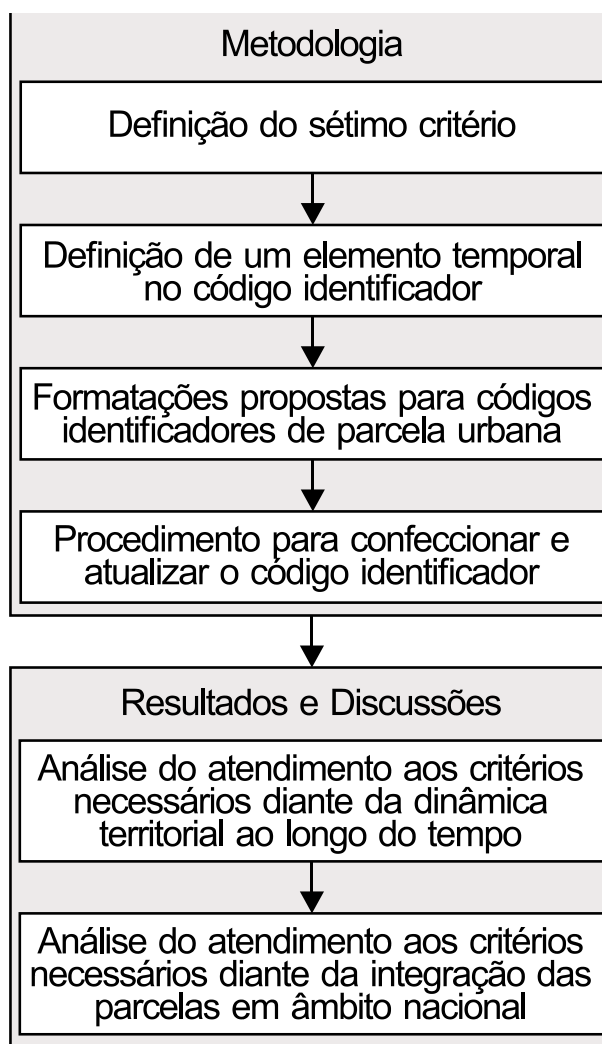 Metodologia
Definição do sétimo critério
Definição de um elemento temporal
no código identificador
Formatações propostas para códigos
identificadores de parcela urbana
Procedimento para confeccionar e
atualizar o código identificador
Resultados e Discussões
Análise do atendimento aos critérios
necessários diante da dinâmica
territorial ao longo do tempo
Análise do atendimento aos critérios
necessários diante da integração das
parcelas em âmbito nacional